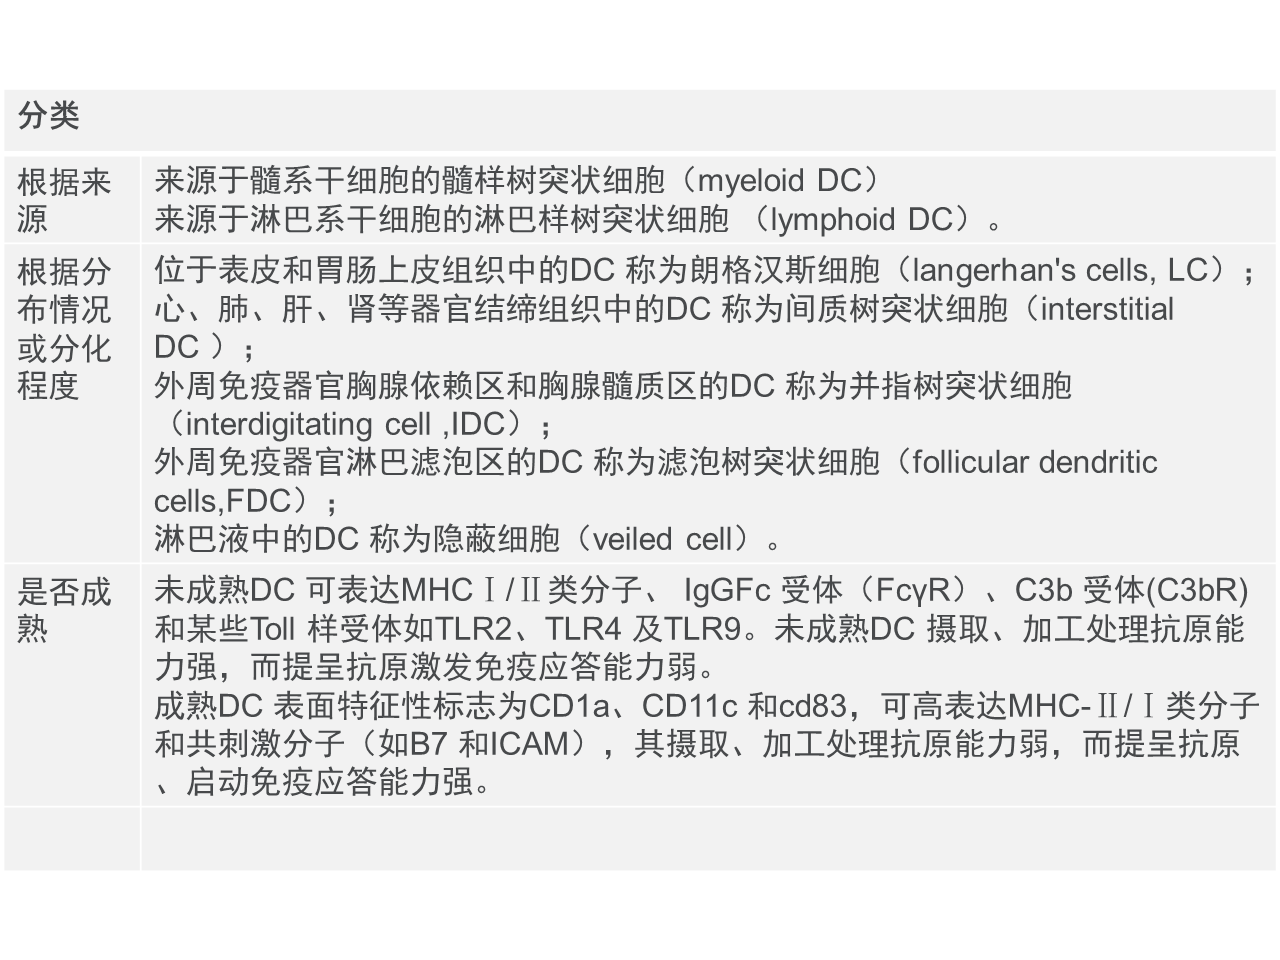 分类
根据来
源
来源于髓系干细胞的髓样树突状细胞（myeloid DC）
来源于淋巴系干细胞的淋巴样树突状细胞 （lymphoid DC）。
根据分
布情况
或分化
程度
位于表皮和胃肠上皮组织中的DC 称为朗格汉斯细胞（langerhan's cells, LC）；
心、肺、肝、肾等器官结缔组织中的DC 称为间质树突状细胞（interstitial
DC ）；
外周免疫器官胸腺依赖区和胸腺髓质区的DC 称为并指树突状细胞
（interdigitating cell ,IDC）；
外周免疫器官淋巴滤泡区的DC 称为滤泡树突状细胞（follicular dendritic
cells,FDC）；
淋巴液中的DC 称为隐蔽细胞（veiled cell）。
是否成
熟
未成熟DC 可表达MHCⅠ/Ⅱ类分子、 IgGFc 受体（FcγR）、C3b 受体(C3bR)
和某些Toll 样受体如TLR2、TLR4 及TLR9。未成熟DC 摄取、加工处理抗原能
力强，而提呈抗原激发免疫应答能力弱。
成熟DC 表面特征性标志为CD1a、CD11c 和cd83，可高表达MHC-Ⅱ/Ⅰ类分子
和共刺激分子（如B7 和ICAM），其摄取、加工处理抗原能力弱，而提呈抗原
、启动免疫应答能力强。